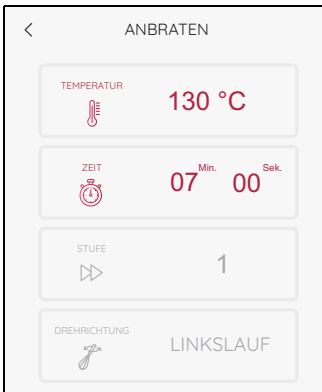 ANBRATEN
TEMPERATUR
130 °C
ZEIT
07 Min. 00 Sek.
STUFE
1
DREHRICHTUNG
LINKSLAUF